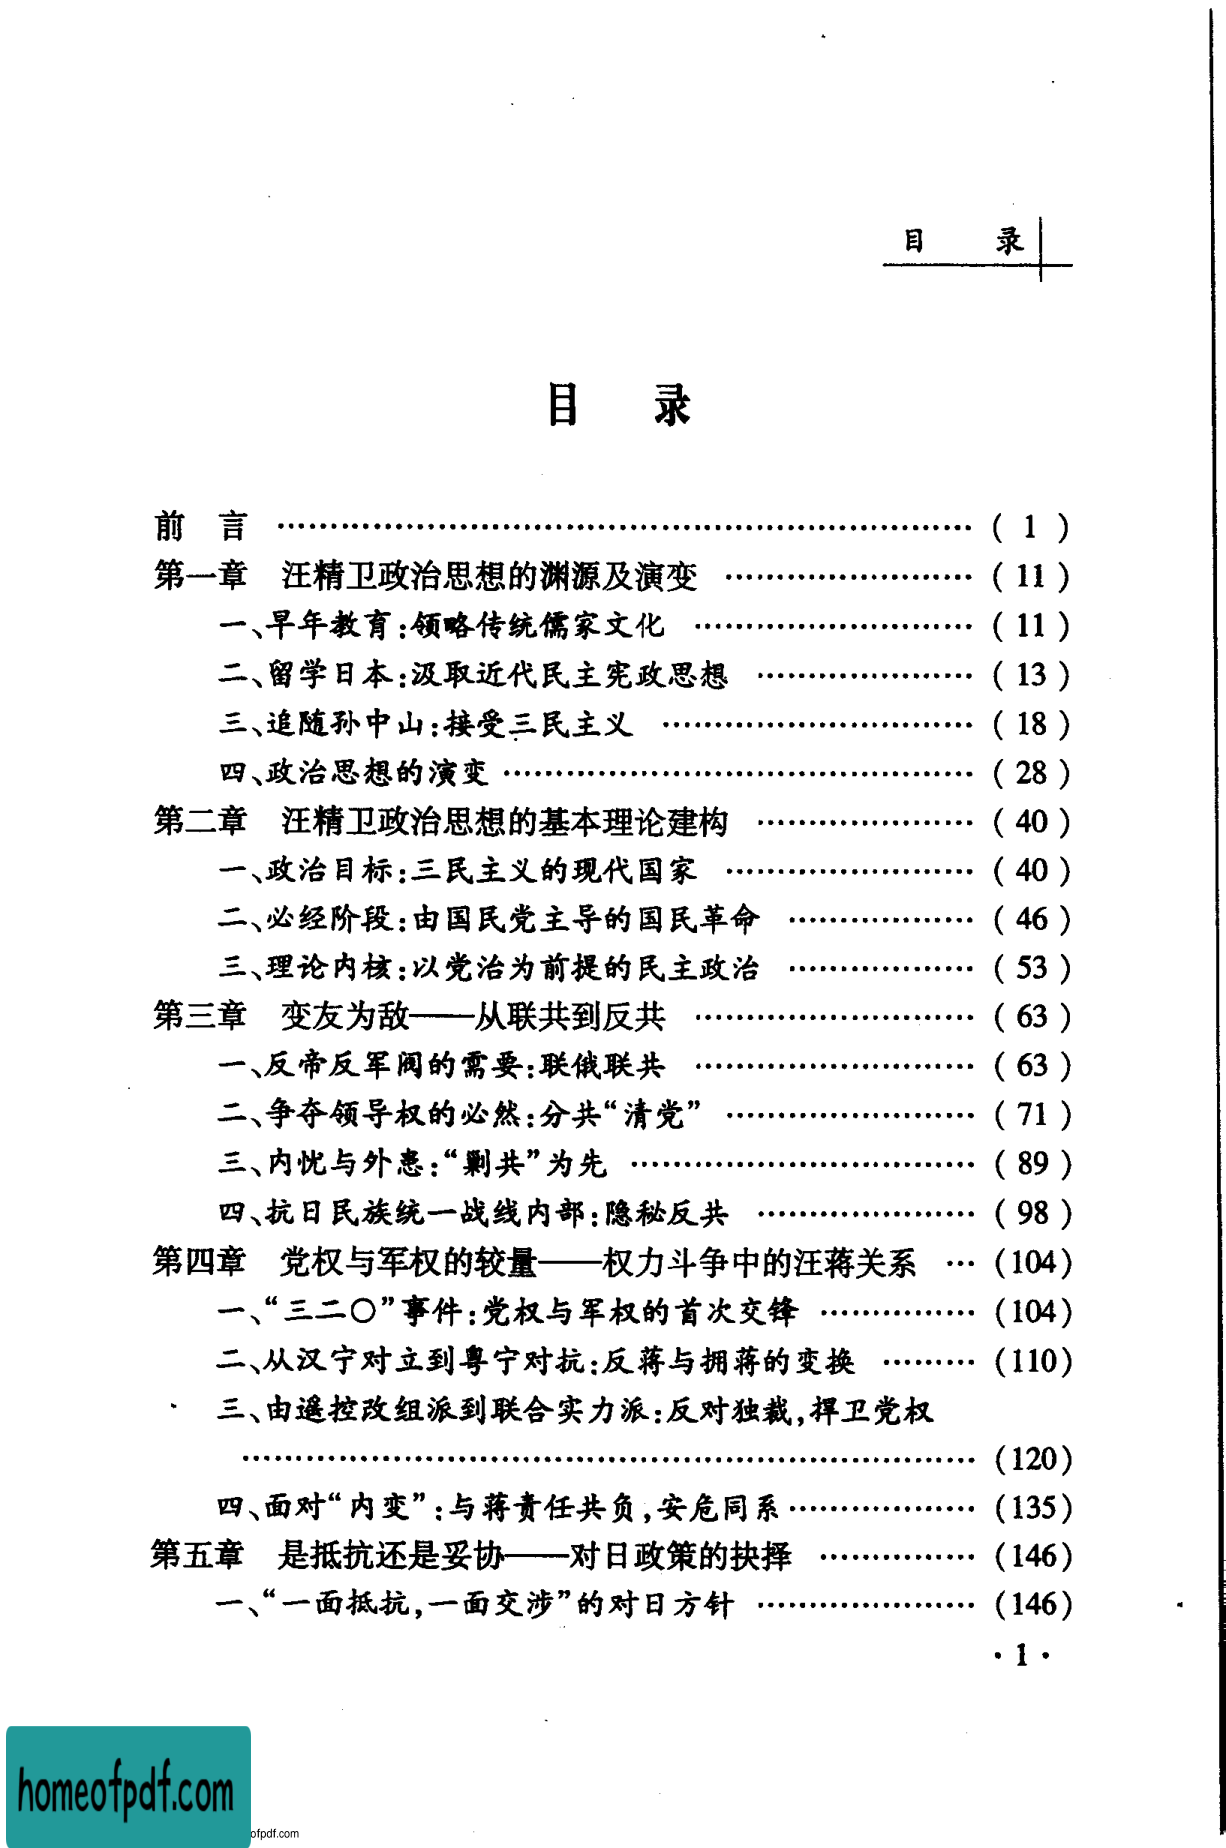 目 录
目 录
前 言 ………………………………………………………… ( 1 )
第一章 汪精卫政治思想的渊源及演变 …………………… ( 11 )
一、早年教育:领略传统儒家文化 ……………………… ( 11 )
二、留学日本:汲取近代民主宪政思想 ………………… ( 13 )
三、追随孙中山:接受三民主义 ………………………… ( 18 )
四、政治思想的演变 ……………………………………… ( 28 )
第二章 汪精卫政治思想的基本理论建构 ………………… ( 40 )
一、政治目标:三民主义的现代国家 …………………… ( 40 )
二、必经阶段:由国民党主导的国民革命 ……………… ( 46 )
三、理论内核:以党治为前提的民主政治 ……………… ( 53 )
第三章 变友为敌——从联共到反共 ……………………… ( 63 )
一、反帝反军阀的需要:联俄联共 ……………………… ( 63 )
二、争夺领导权的必然:分共“清党” …………………… ( 71 )
三、内忧与外患:“剿共”为先 …………………………… ( 89 )
四、抗日民族统一战线内部:隐秘反共 ………………… ( 98 )
第四章 党权与军权的较量——权力斗争中的汪蒋关系 … (104)
一、“三二〇”事件:党权与军权的首次交锋 …………… (104)
二、从汉宁对立到粤宁对抗:反蒋与拥蒋的变换 ……… (110)
三、由遥控改组派到联合实力派:反对独裁,捍卫党权
…………………………………………………………… (120)
四、面对“内变”:与蒋责任共负,安危同系 ……………… (135)
第五章 是抵抗还是妥协——对日政策的抉择 …………… (146)
一、“一面抵抗,一面交涉”的对日方针 ………………… (146)
· 1 ·
homeofpdf.com
ofpdf.com